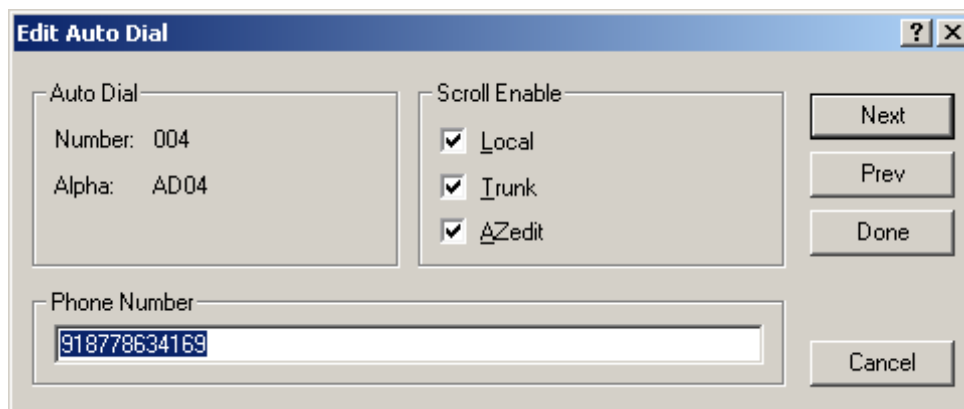 Edit Auto Dial
Auto Dial
Number: 004
Alpha: AD04
Scroll Enable
Local
Trunk
AZedit
Next
Prev
Done
Phone Number
918778634169
Cancel